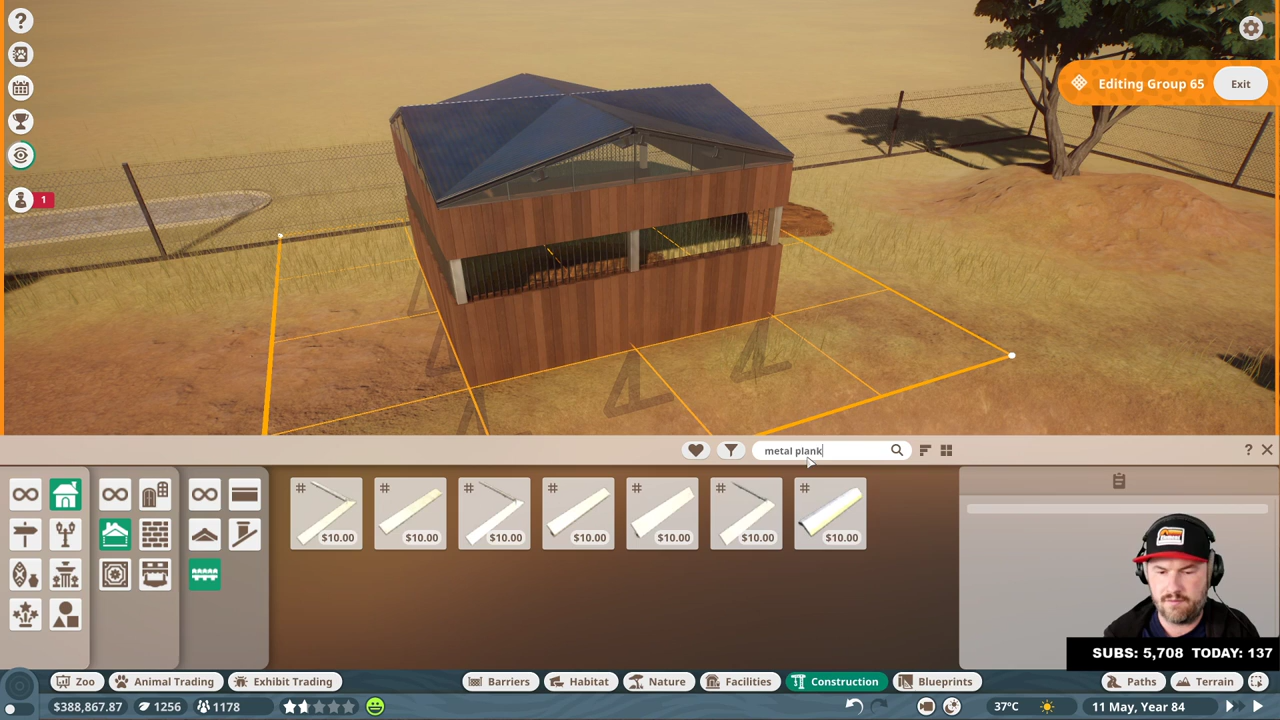 ?
Editing Group 65
Exit
1
metal plank
?
# $10.00
# $10.00
# $10.00
# $10.00
# $10.00
# $10.00
# $10.00
SUBS: 5,708 TODAY: 137
Zoo
Animal Trading
Exhibit Trading
Barriers
Habitat
Nature
Facilities
Construction
Blueprints
Paths
Terrain
$388,867.87
1256
1178
37°C
11 May, Year 84